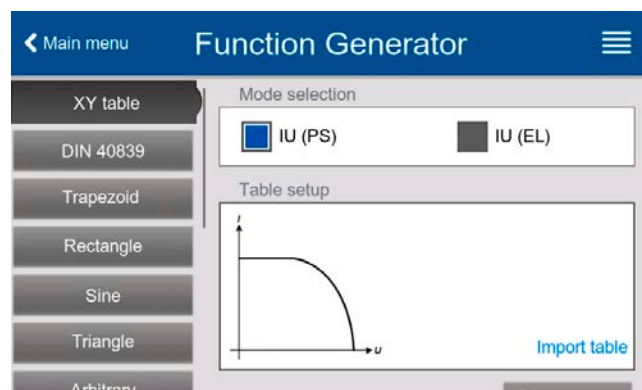 Main menu
Function Generator
XY table
DIN 40839
Trapezoid
Rectangle
Sine
Triangle
Arbitrary
Mode selection
IU (PS)
IU (EL)
Table setup
I
U
Import table